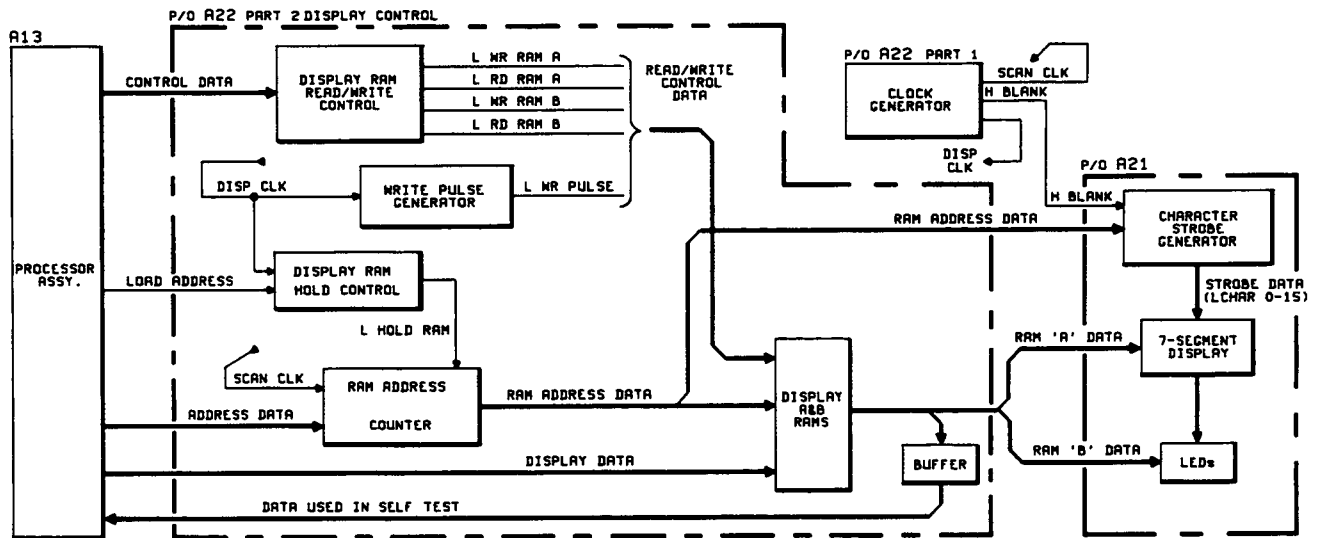 P/O A22 PART 2 DISPLAY CONTROL
A13
PROCESSOR
ASSY.
CONTROL DATA
DISPLAY RAM
READ/WRITE
CONTROL
L WR RAM A
L RD RAM A
L WR RAM B
L RD RAM B
READ/WRITE
CONTROL
DATA
P/O A22 PART 1
CLOCK
GENERATOR
SCAN CLK
H BLANK
DISP
CLK
DISP CLK
WRITE PULSE
GENERATOR
L WR PULSE
P/O A21
H BLANK
RAM ADDRESS DATA
CHARACTER
STROBE
GENERATOR
LOAD ADDRESS
DISPLAY RAM
HOLD CONTROL
L HOLD RAM
STROBE DATA
(LCHAR 0-15)
SCAN CLK
ADDRESS DATA
RAM ADDRESS
COUNTER
RAM ADDRESS DATA
DISPLAY
A&B
RAMS
RAM 'A' DATA
7-SEGMENT
DISPLAY
DISPLAY DATA
BUFFER
RAM 'B' DATA
LEDs
DATA USED IN SELF TEST